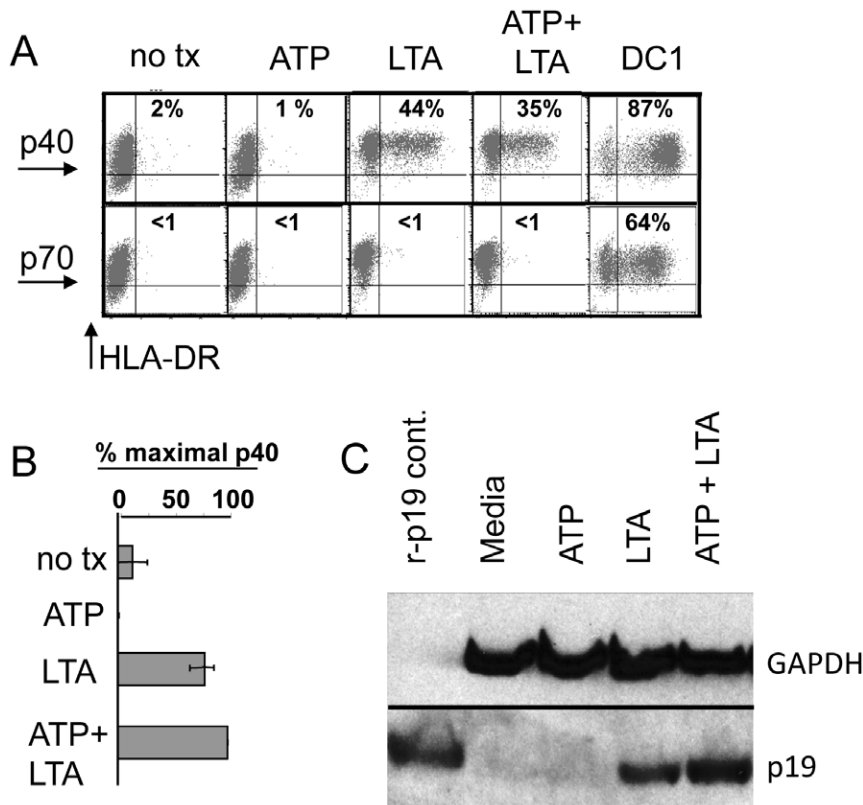 A
no tx
ATP
LTA
ATP+
LTA
DC1
p40
2%
1 %
44%
35%
87%
p70
<1
<1
<1
<1
64%
HLA-DR
B
% maximal p40
0 50 100
no tx
ATP
LTA
ATP+
LTA
C
r-p19 cont.
Media
ATP
LTA
ATP + LTA
GAPDH
p19